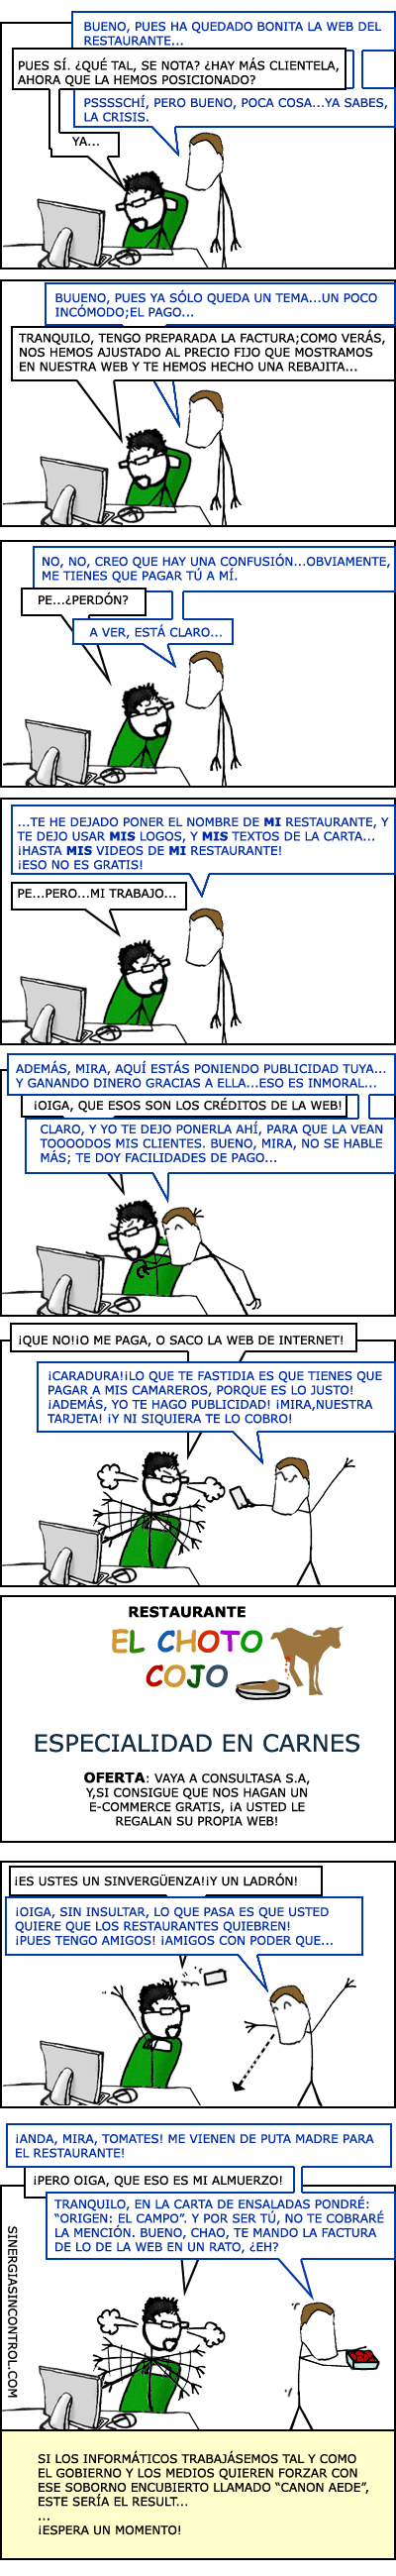 BUENO, PUES HA QUEDADO BONITA LA WEB DEL
RESTAURANTE...
PUES SÍ. ¿QUÉ TAL, SE NOTA? ¿HAY MÁS CLIENTELA,
AHORA QUE LA HEMOS POSICIONADO?
PSSSSCHÍ, PERO BUENO, POCA COSA...YA SABES,
LA CRISIS.
YA...
BUUENO, PUES YA SÓLO QUEDA UN TEMA...UN POCO
INCÓMODO;EL PAGO...
TRANQUILO, TENGO PREPARADA LA FACTURA;COMO VERÁS,
NOS HEMOS AJUSTADO AL PRECIO FIJO QUE MOSTRAMOS
EN NUESTRA WEB Y TE HEMOS HECHO UNA REBAJITA...
NO, NO, CREO QUE HAY UNA CONFUSIÓN...OBVIAMENTE,
ME TIENES QUE PAGAR TÚ A MÍ.
PE...¿PERDÓN?
A VER, ESTÁ CLARO...
...TE HE DEJADO PONER EL NOMBRE DE MI RESTAURANTE, Y
TE DEJO USAR MIS LOGOS, Y MIS TEXTOS DE LA CARTA...
¡HASTA MIS VIDEOS DE MI RESTAURANTE!
¡ESO NO ES GRATIS!
PE...PERO...MI TRABAJO...
ADEMÁS, MIRA, AQUÍ ESTÁS PONIENDO PUBLICIDAD TUYA...
Y GANANDO DINERO GRACIAS A ELLA...ESO ES INMORAL...
¡OIGA, QUE ESOS SON LOS CRÉDITOS DE LA WEB!
CLARO, Y YO TE DEJO PONERLA AHÍ, PARA QUE LA VEAN
TOOOODOS MIS CLIENTES. BUENO, MIRA, NO SE HABLE
MÁS; TE DOY FACILIDADES DE PAGO...
¡QUE NO!¡O ME PAGA, O SACO LA WEB DE INTERNET!
¡CARADURA!¡LO QUE TE FASTIDIA ES QUE TIENES QUE
PAGAR A MIS CAMAREROS, PORQUE ES LO JUSTO!
¡ADEMÁS, YO TE HAGO PUBLICIDAD! ¡MIRA,NUESTRA
TARJETA! ¡Y NI SIQUIERA TE LO COBRO!
RESTAURANTE
EL CHOTO
COJO
ESPECIALIDAD EN CARNES
OFERTA: VAYA A CONSULTASA S.A,
Y,SI CONSIGUE QUE NOS HAGAN UN
E-COMMERCE GRATIS, ¡A USTED LE
REGALAN SU PROPIA WEB!
¡ES USTES UN SINVERGÜENZA!¡Y UN LADRÓN!
¡OIGA, SIN INSULTAR, LO QUE PASA ES QUE USTED
QUIERE QUE LOS RESTAURANTES QUIEBREN!
¡PUES TENGO AMIGOS! ¡AMIGOS CON PODER QUE...
¡ANDA, MIRA, TOMATES! ME VIENEN DE PUTA MADRE PARA
EL RESTAURANTE!
¡PERO OIGA, QUE ESO ES MI ALMUERZO!
TRANQUILO, EN LA CARTA DE ENSALADAS PONDRÉ:
"ORIGEN: EL CAMPO". Y POR SER TÚ, NO TE COBRARÉ
LA MENCIÓN. BUENO, CHAO, TE MANDO LA FACTURA
DE LO DE LA WEB EN UN RATO, ¿EH?
SINERGIASINCONTROL.COM
SI LOS INFORMÁTICOS TRABAJÁSEMOS TAL Y COMO
EL GOBIERNO Y LOS MEDIOS QUIEREN FORZAR CON
ESE SOBORNO ENCUBIERTO LLAMADO "CANON AEDE",
ESTE SERÍA EL RESULT...
...
¡ESPERA UN MOMENTO!